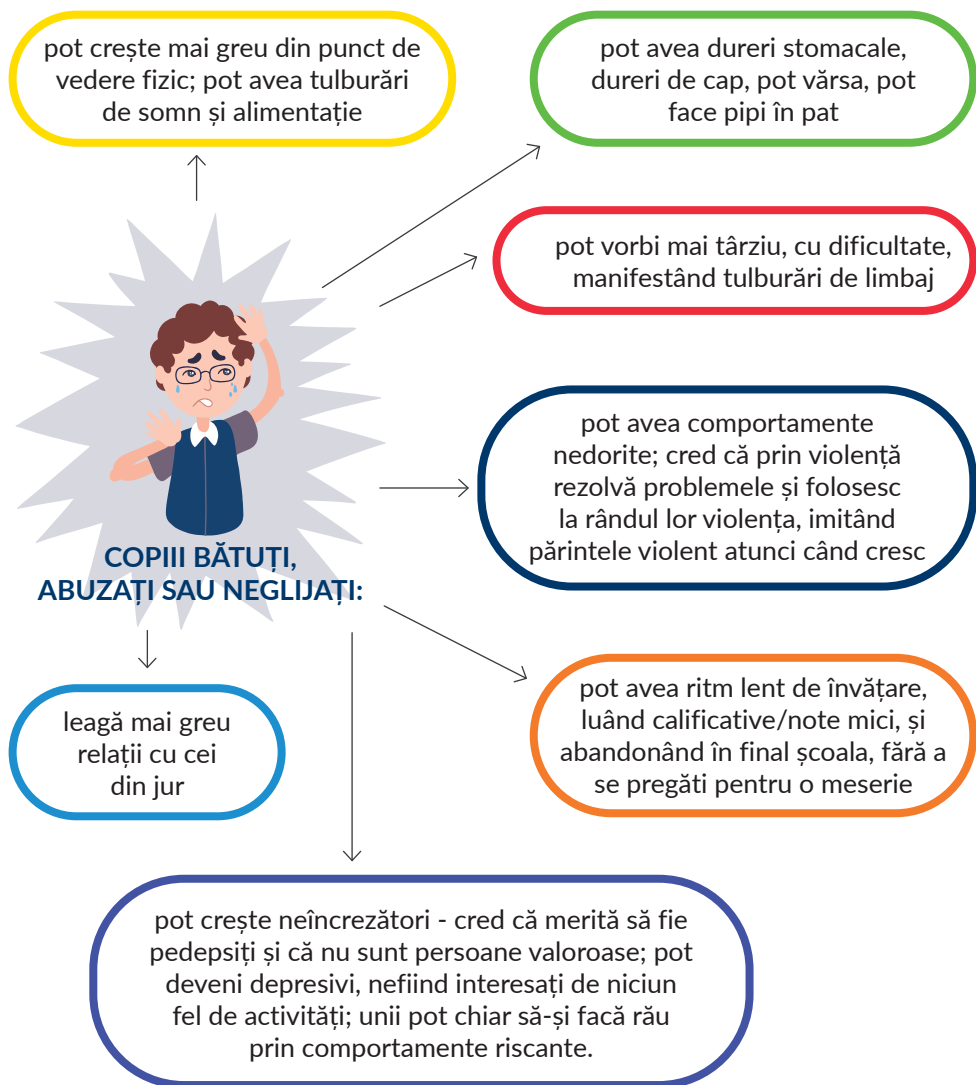 pot crește mai greu din punct de
vedere fizic; pot avea tulburări
de somn și alimentație
pot avea dureri stomacale,
dureri de cap, pot vărsa, pot
face pipi în pat
pot vorbi mai târziu, cu dificultate,
manifestând tulburări de limbaj
pot avea comportamente
nedorite; cred că prin violență
rezolvă problemele și folosesc
la rândul lor violența, imitând
părintele violent atunci când cresc
COPIII BĂTUȚI,
ABUZAȚI SAU NEGLIJAȚI:
pot avea ritm lent de învățare,
luând calificative/note mici, și
abandonând în final școala, fără a
se pregăti pentru o meserie
leagă mai greu
relații cu cei
din jur
pot crește neîncrezători - cred că merită să fie
pedepsiți și că nu sunt persoane valoroase; pot
deveni depresivi, nefiind interesați de niciun
fel de activități; unii pot chiar să-și facă rău
prin comportamente riscante.